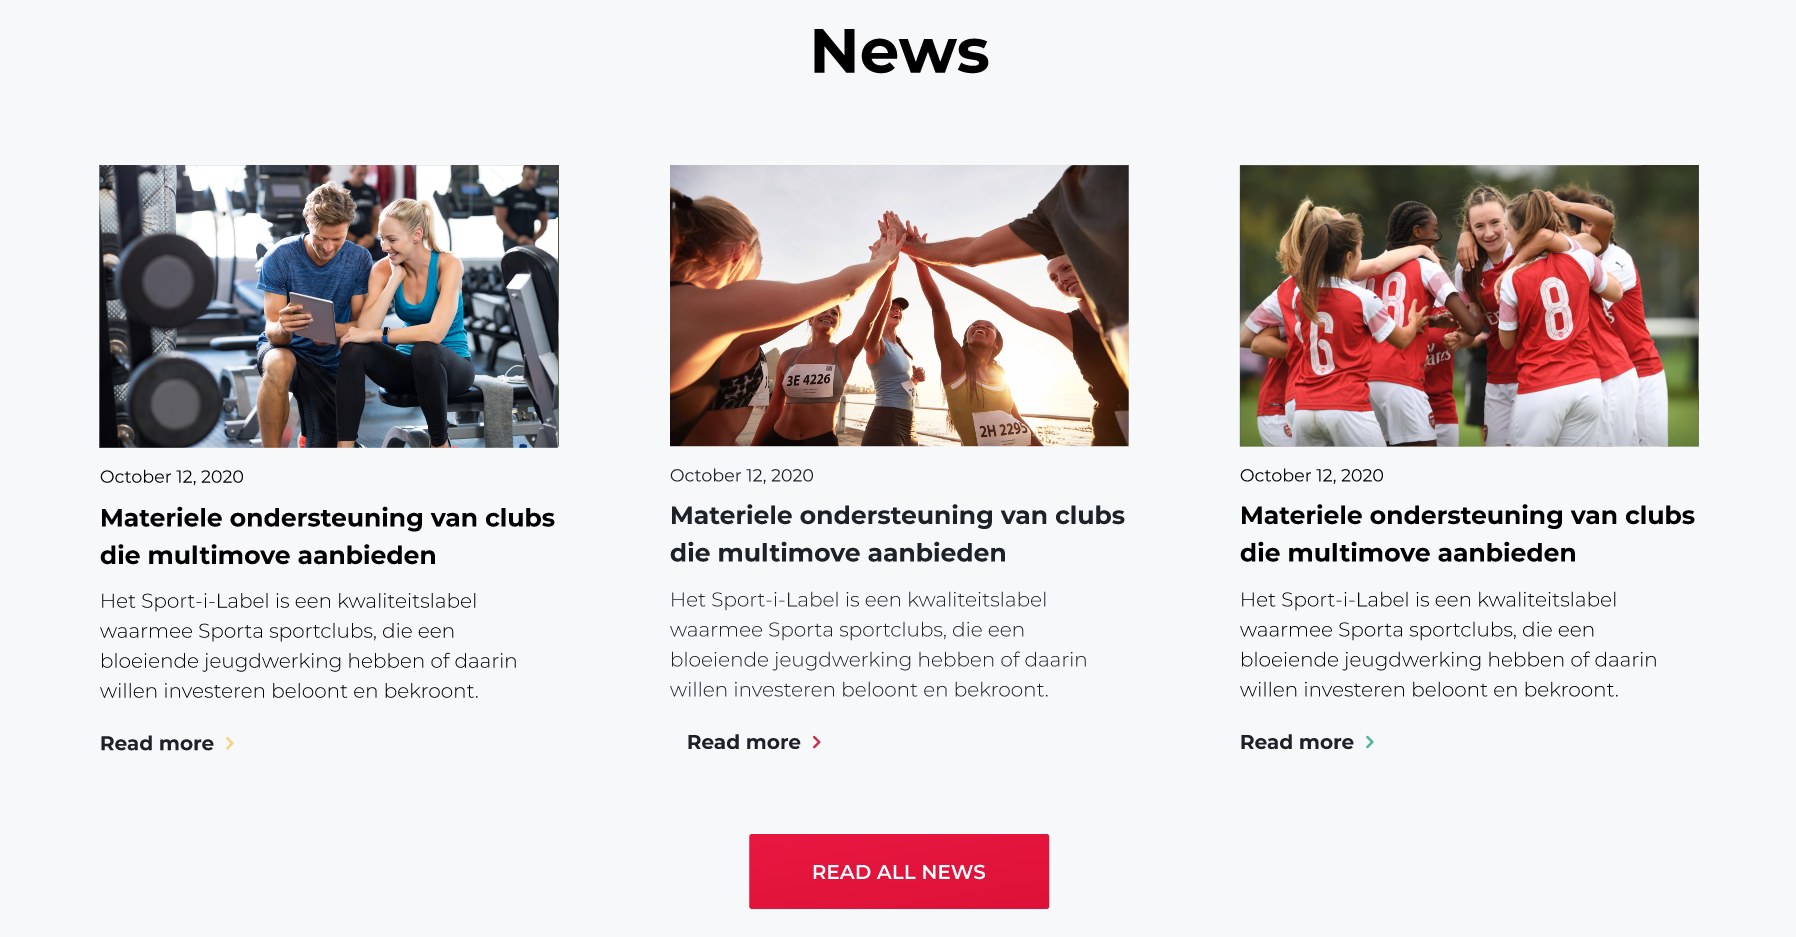 News
3E 4226
2H 2295
6
8
8
October 12, 2020
Materiele ondersteuning van clubs
die multimove aanbieden
Het Sport-i-Label is een kwaliteitslabel
waarmee Sporta sportclubs, die een
bloeiende jeugdwerking hebben of daarin
willen investeren beloont en bekroont.
Read more
October 12, 2020
Materiele ondersteuning van clubs
die multimove aanbieden
Het Sport-i-Label is een kwaliteitslabel
waarmee Sporta sportclubs, die een
bloeiende jeugdwerking hebben of daarin
willen investeren beloont en bekroont.
Read more
October 12, 2020
Materiele ondersteuning van clubs
die multimove aanbieden
Het Sport-i-Label is een kwaliteitslabel
waarmee Sporta sportclubs, die een
bloeiende jeugdwerking hebben of daarin
willen investeren beloont en bekroont.
Read more
READ ALL NEWS